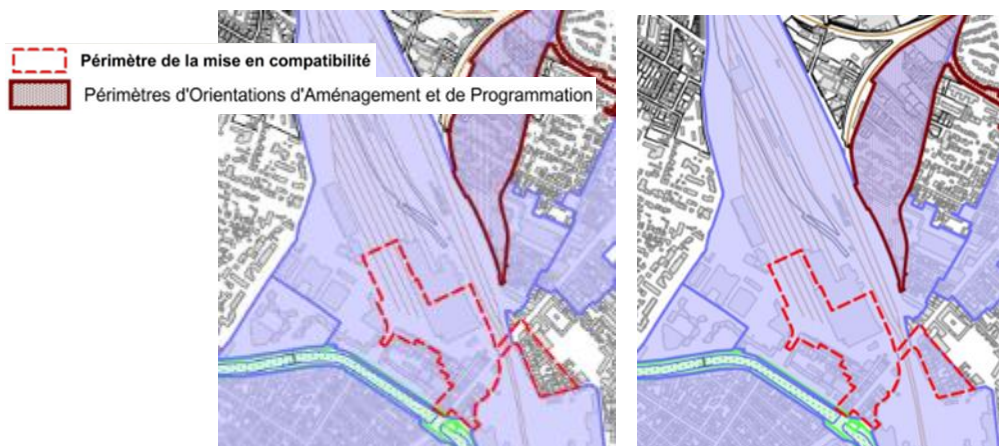 Périmètre de la mise en compatibilité
Périmètres d'Orientations d'Aménagement et de Programmation